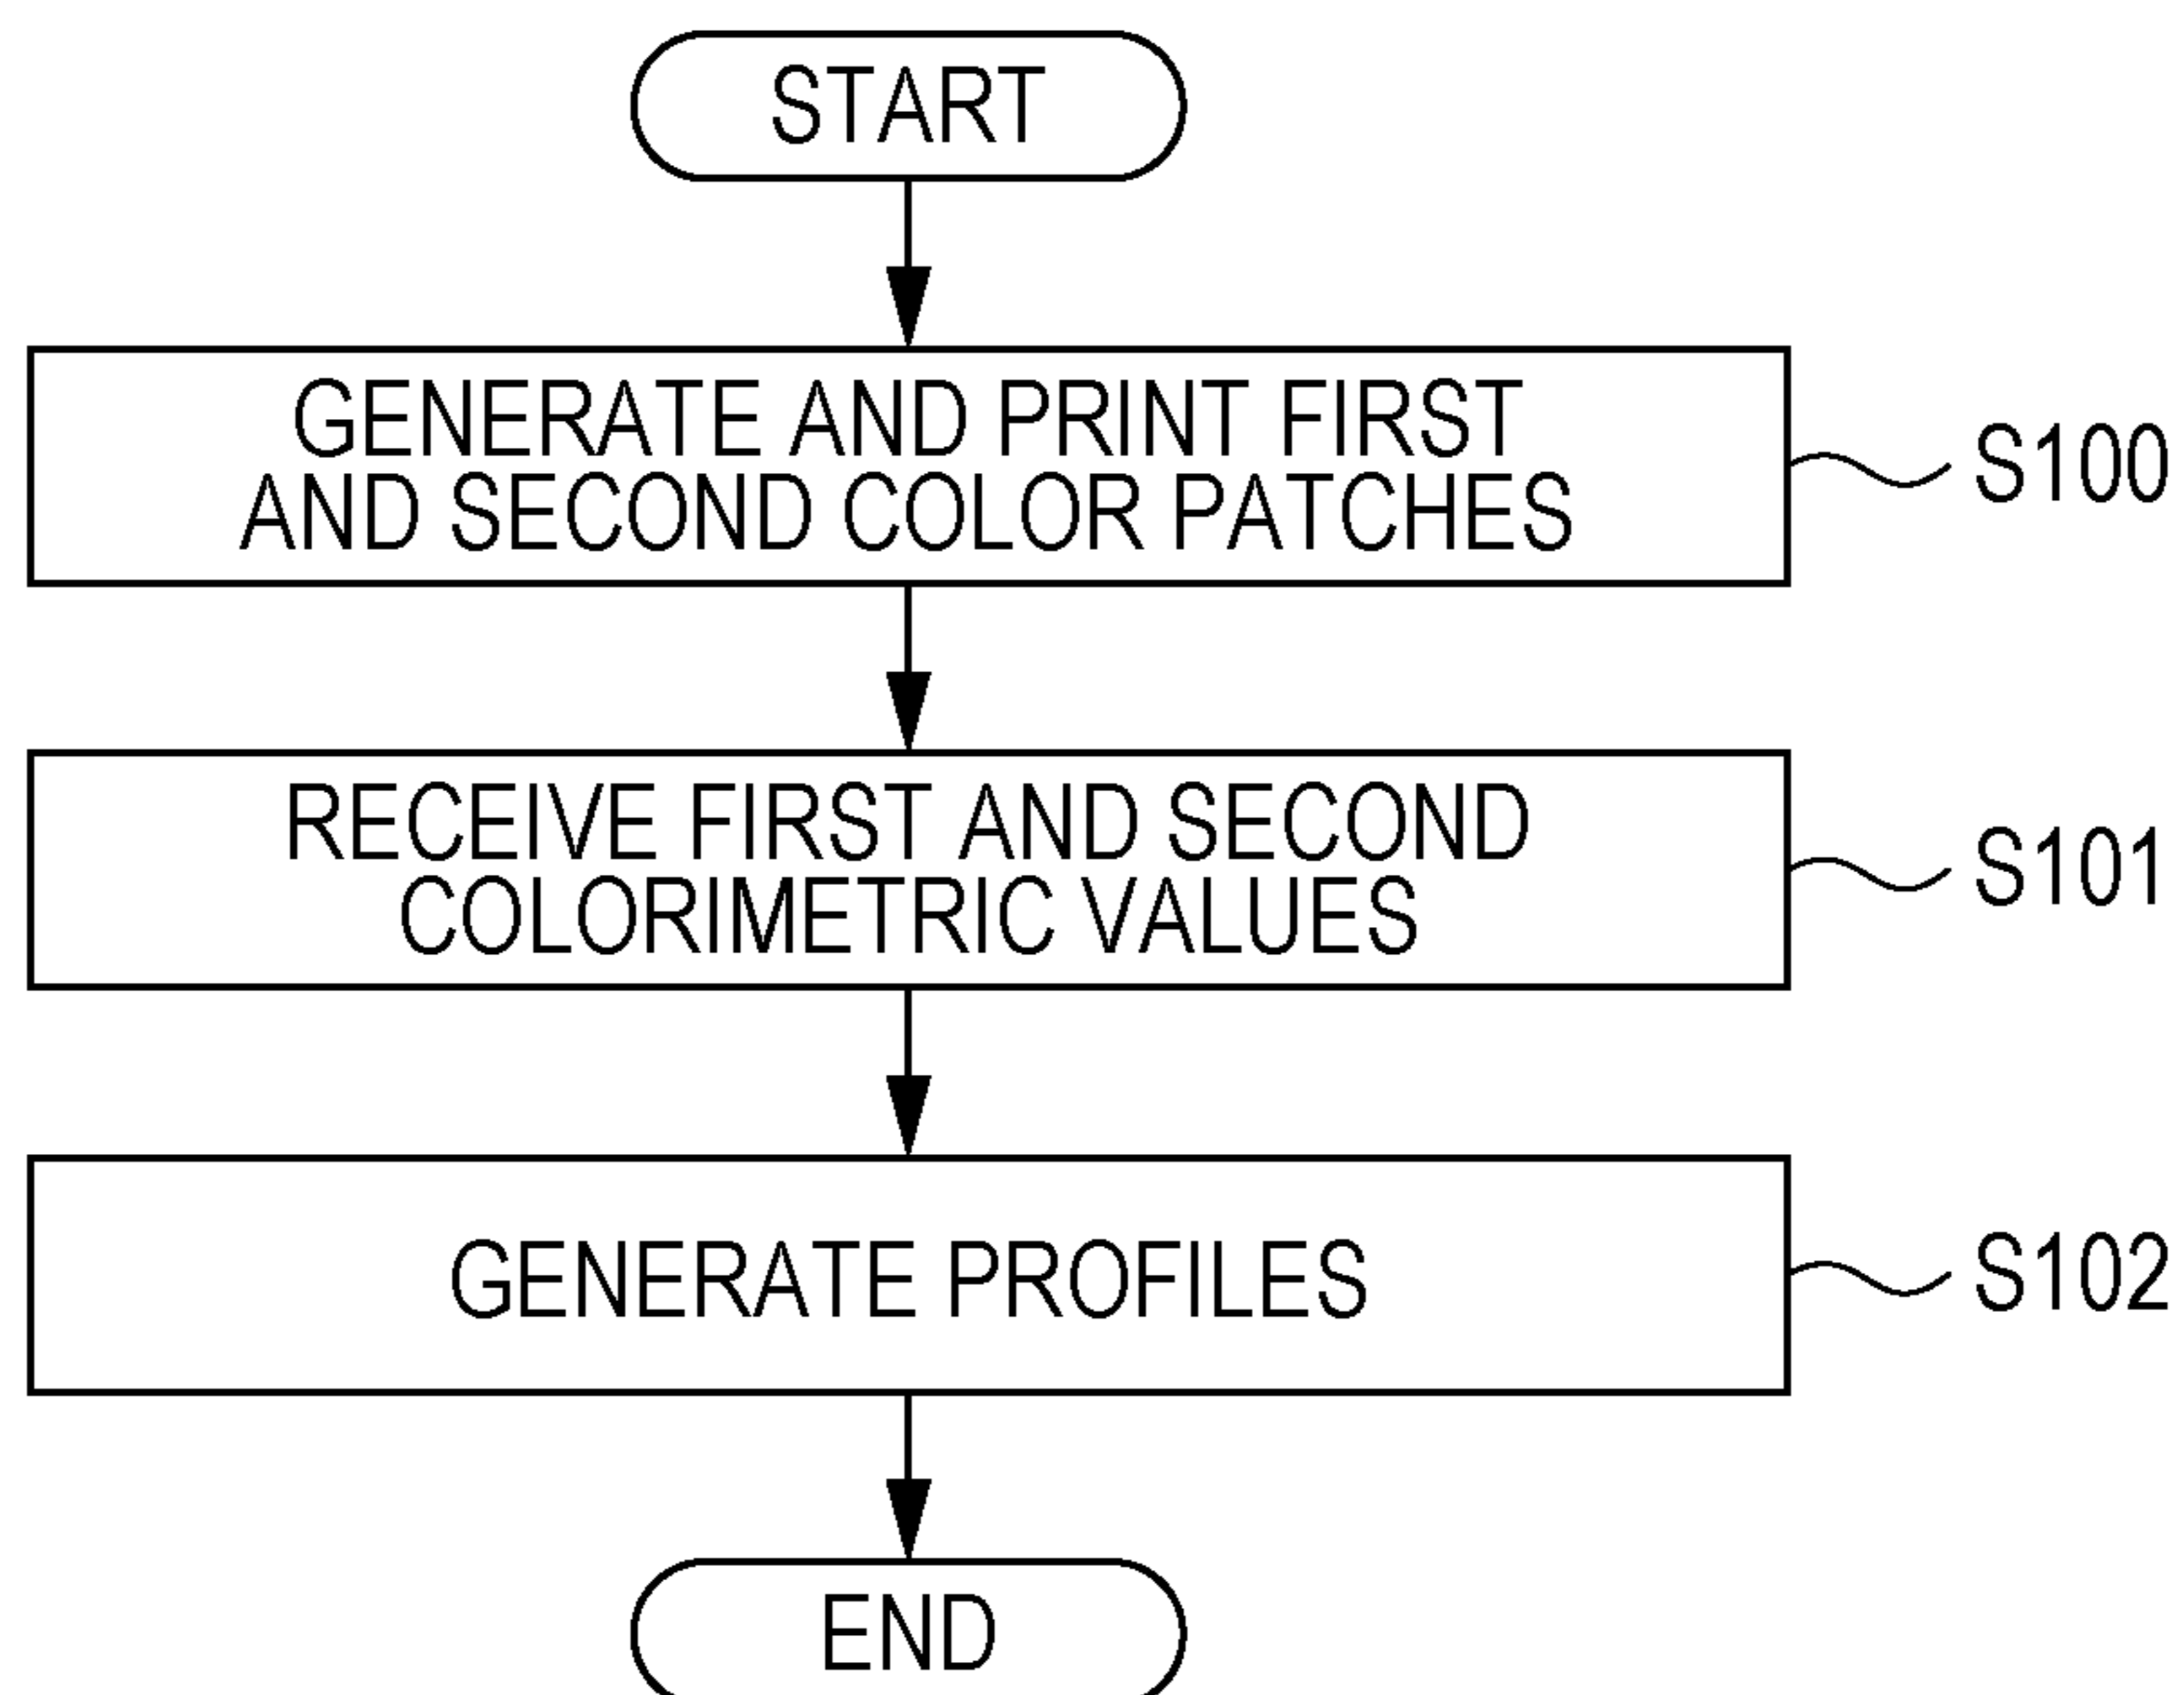 START
GENERATE AND PRINT FIRST
AND SECOND COLOR PATCHES
S100
RECEIVE FIRST AND SECOND
COLORIMETRIC VALUES
S101
GENERATE PROFILES
S102
END